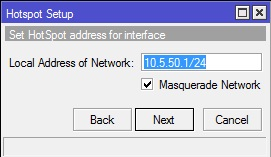 Hotspot Setup
Set HotSpot address for interface
Local Address of Network: 10.5.50.1/24
Masquerade Network
Back Next Cancel